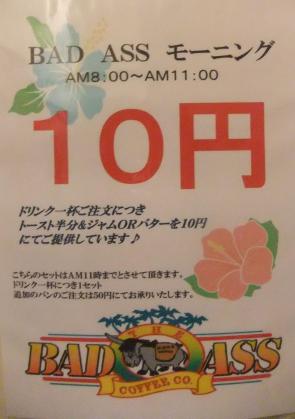 BAD ASS モーニング
AM8:00～AM11:00
10円
ドリンク一杯ご注文につき
トースト半分&ジャムORバターを10円
にてご提供しています♪
こちらのセットはAM11時までとさせて頂きます。
ドリンク一杯につき1セット
追加のパンのご注文は50円にてお承りいたします。
THE
BAD ASS
COFFEE CO.